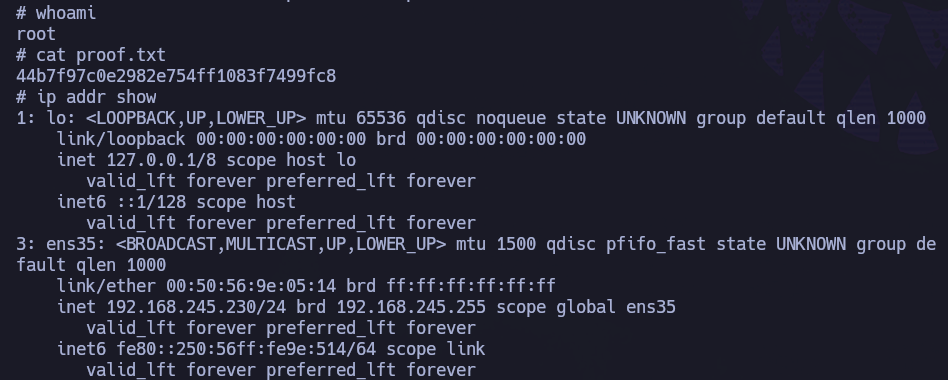 # whoami
root
# cat proof.txt
44b7f97c0e2982e754ff1083f7499fc8
# ip addr show
1: lo: <LOOPBACK,UP,LOWER_UP> mtu 65536 qdisc noqueue state UNKNOWN group default qlen 1000
    link/loopback 00:00:00:00:00:00 brd 00:00:00:00:00:00
    inet 127.0.0.1/8 scope host lo
       valid_lft forever preferred_lft forever
    inet6 ::1/128 scope host
       valid_lft forever preferred_lft forever
3: ens35: <BROADCAST,MULTICAST,UP,LOWER_UP> mtu 1500 qdisc pfifo_fast state UNKNOWN group de
fault qlen 1000
    link/ether 00:50:56:9e:05:14 brd ff:ff:ff:ff:ff:ff
    inet 192.168.245.230/24 brd 192.168.245.255 scope global ens35
       valid_lft forever preferred_lft forever
    inet6 fe80::250:56ff:fe9e:514/64 scope link
       valid_lft forever preferred_lft forever